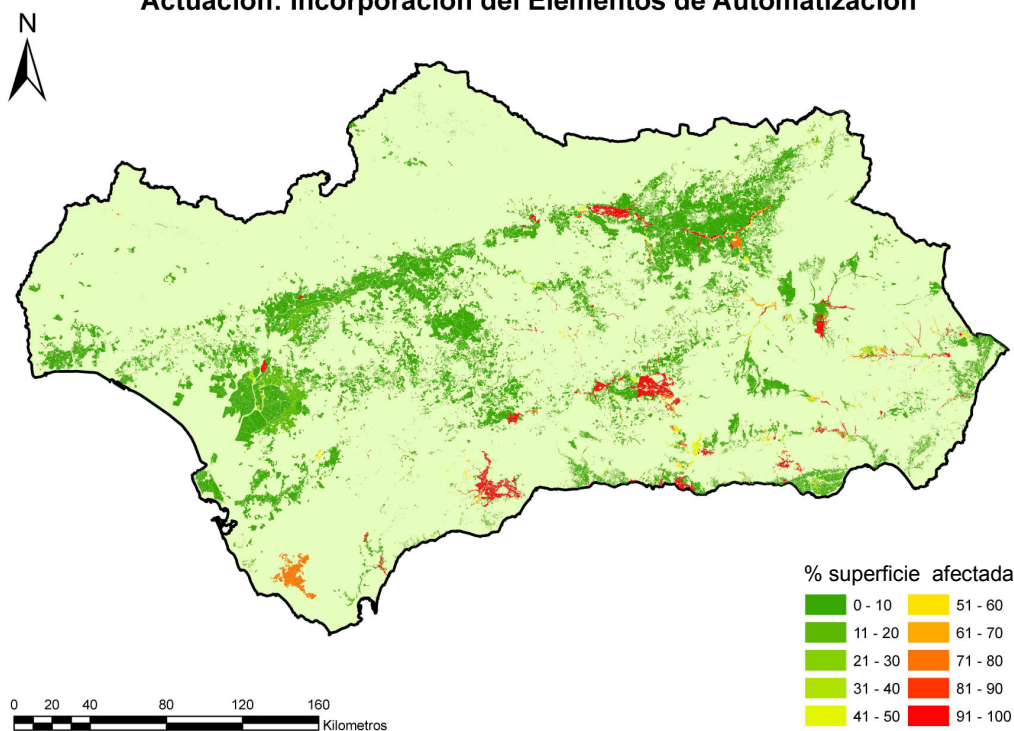 Actuación: Incorporación del Elementos de Automatización
N
% superficie afectada
0 - 10 51 - 60
11 - 20 61 - 70
21 - 30 71 - 80
31 - 40 81 - 90
41 - 50 91 - 100
0 20 40 80 120 160
Kilometros